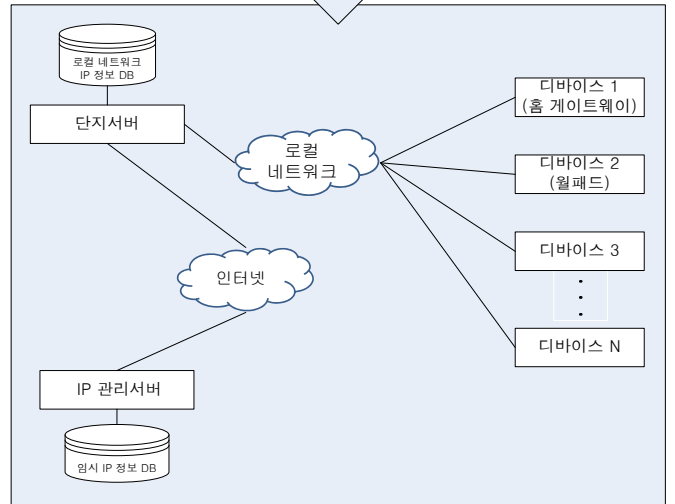 로컬 네트워크
IP 정보 DB
단지서버
로컬
네트워크
디바이스 1
(홈 게이트웨이)
디바이스 2
(월패드)
디바이스 3
디바이스 N
인터넷
IP 관리서버
임시 IP 정보 DB